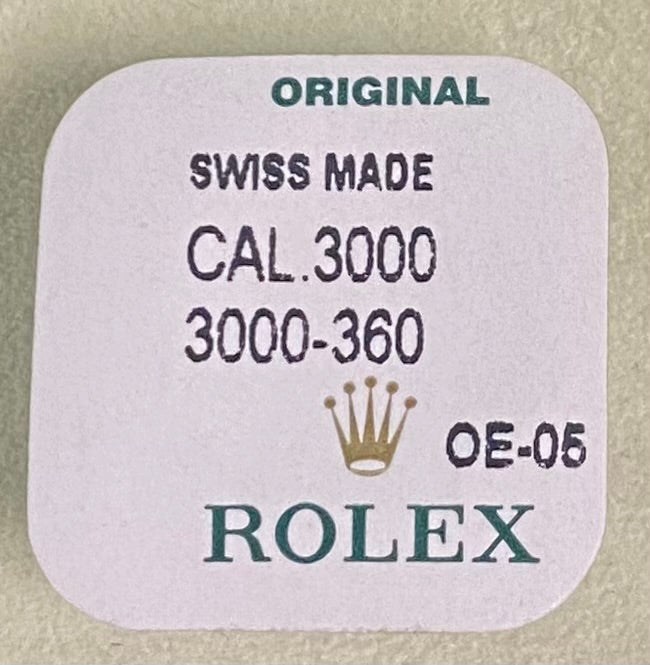 ORIGINAL
SWISS MADE
CAL.3000
3000-360
OE-05
ROLEX